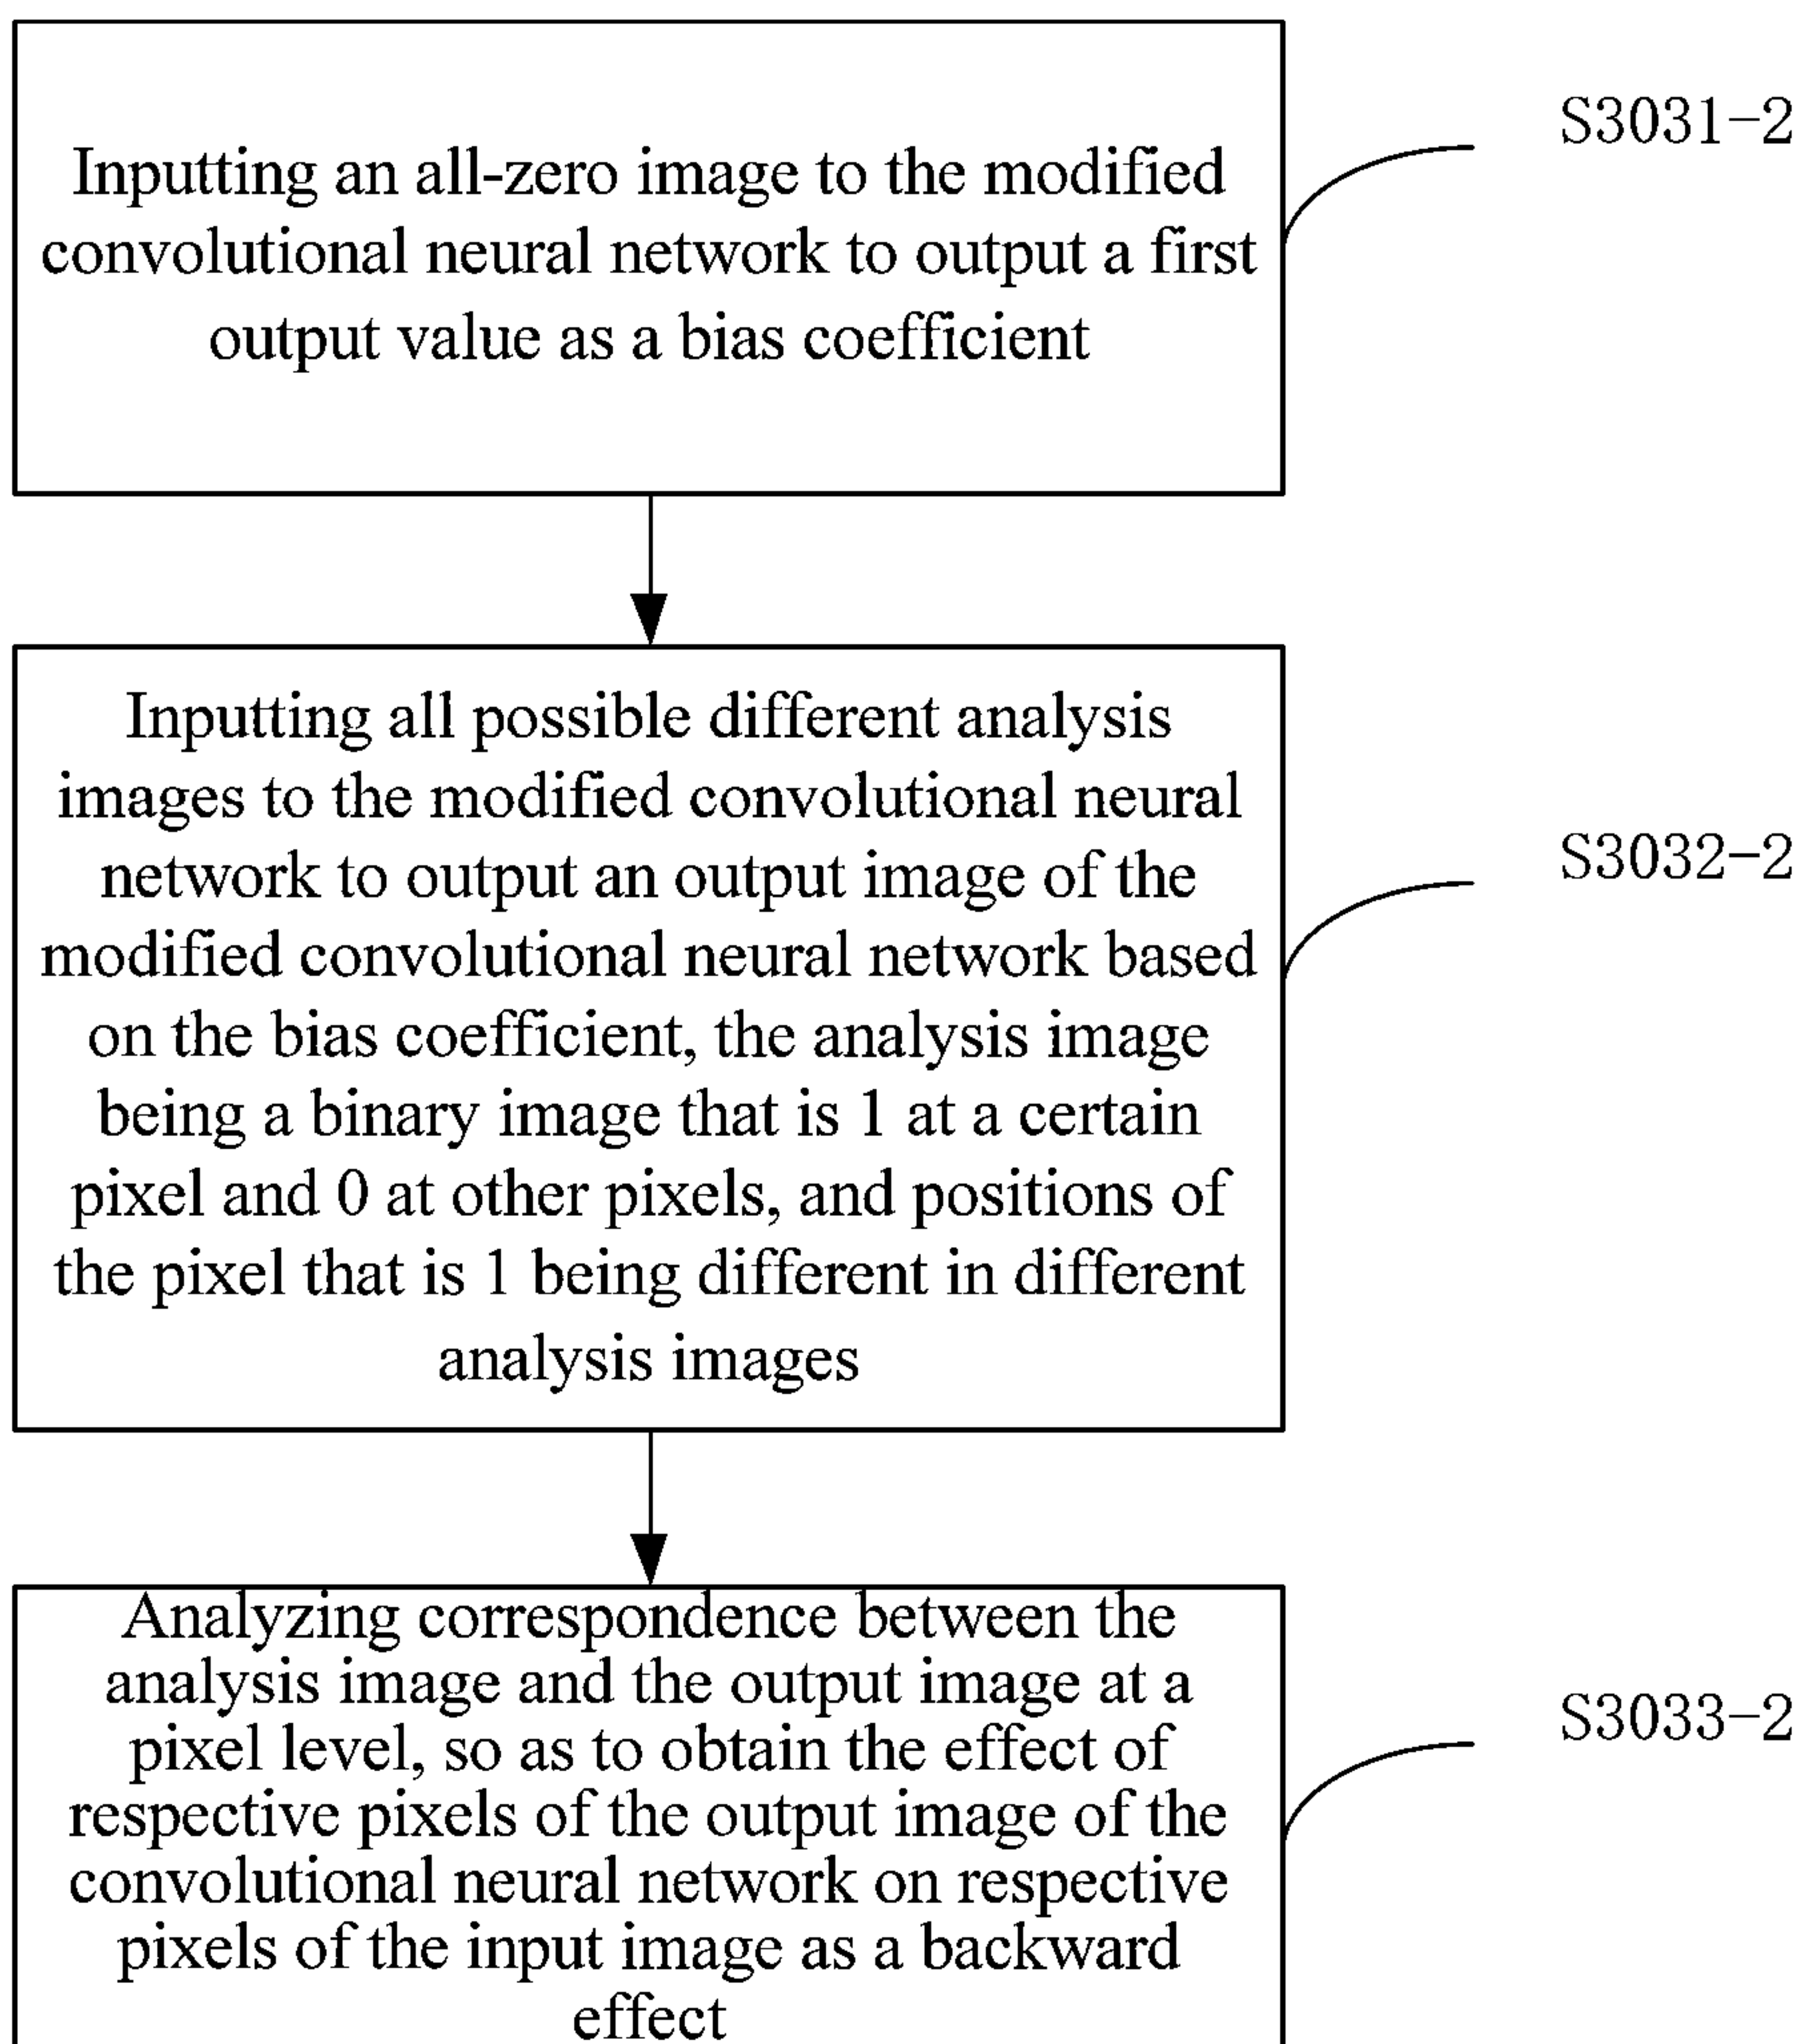 Inputting an all-zero image to the modified
convolutional neural network to output a first
output value as a bias coefficient
S3031-2
Inputting all possible different analysis
images to the modified convolutional neural
network to output an output image of the
modified convolutional neural network based
on the bias coefficient, the analysis image
being a binary image that is 1 at a certain
pixel and 0 at other pixels, and positions of
the pixel that is 1 being different in different
analysis images
S3032-2
Analyzing correspondence between the
analysis image and the output image at a
pixel level, so as to obtain the effect of
respective pixels of the output image of the
convolutional neural network on respective
pixels of the input image as a backward
effect
S3033-2